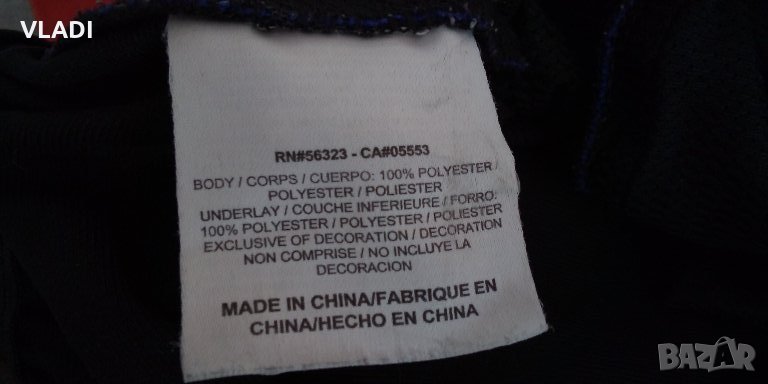 VLADI
RN#56323 - CA#05553
BODY / CORPS / CUERPO: 100% POLYESTER /
POLYESTER / POLIESTER
UNDERLAY / COUCHE INFERIEURE / FORRO:
100% POLYESTER / POLYESTER / POLIESTER
EXCLUSIVE OF DECORATION / DECORATION
NON COMPRISE / NO INCLUYE LA
DECORACION
MADE IN CHINA/FABRIQUE EN
CHINA/HECHO EN CHINA
BAZAR